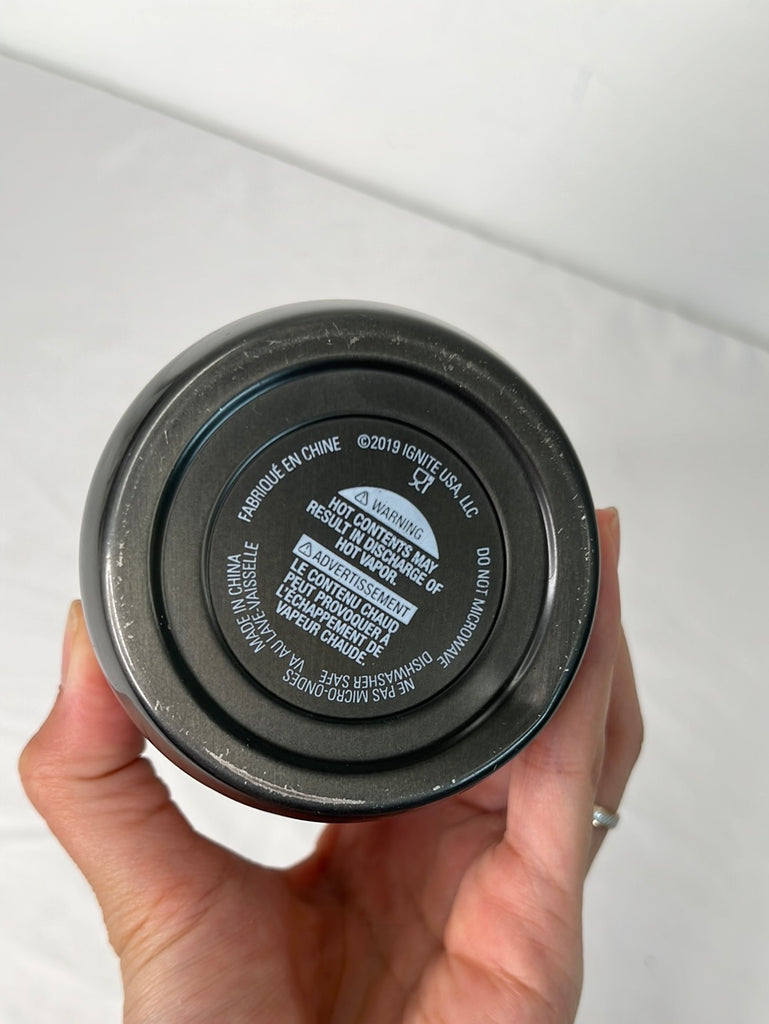 ©2019 IGNITE USA, LLC
DO NOT MICROWAVE
DISHWASHER SAFE
NE PAS MICRO-ONDES
VA AU LAVE-VAISSELLE
MADE IN CHINA
FABRIQUÉ EN CHINE
⚠ WARNING
HOT CONTENTS MAY
RESULT IN DISCHARGE OF
HOT VAPOR.
⚠ ADVERTISSEMENT
LE CONTENU CHAUD
PEUT PROVOQUER À
L'ÉCHAPPEMENT DE
VAPEUR CHAUDE.